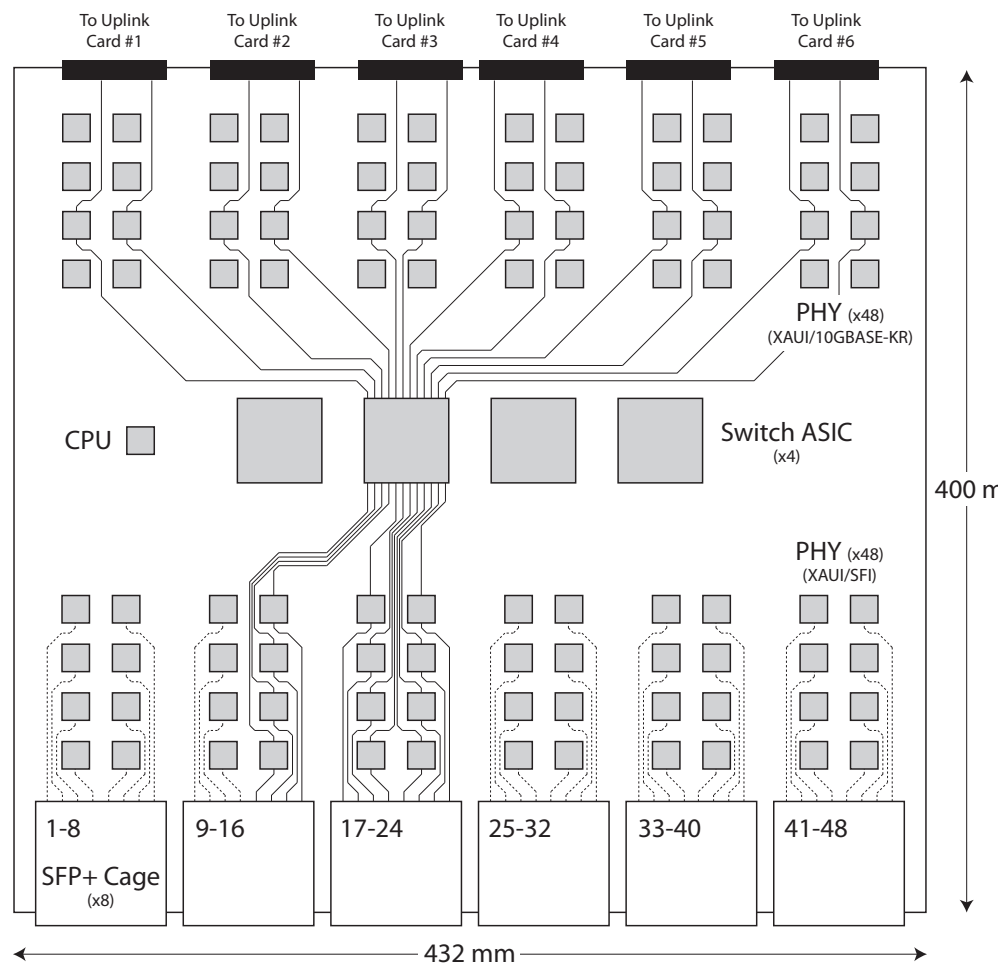 To Uplink
Card #1
To Uplink
Card #2
To Uplink
Card #3
To Uplink
Card #4
To Uplink
Card #5
To Uplink
Card #6
PHY (x48)
(XAUI/10GBASE-KR)
CPU
Switch ASIC
(x4)
400 m
PHY (x48)
(XAUI/SFI)
1-8
9-16
17-24
25-32
33-40
41-48
SFP+ Cage
(x8)
432 mm